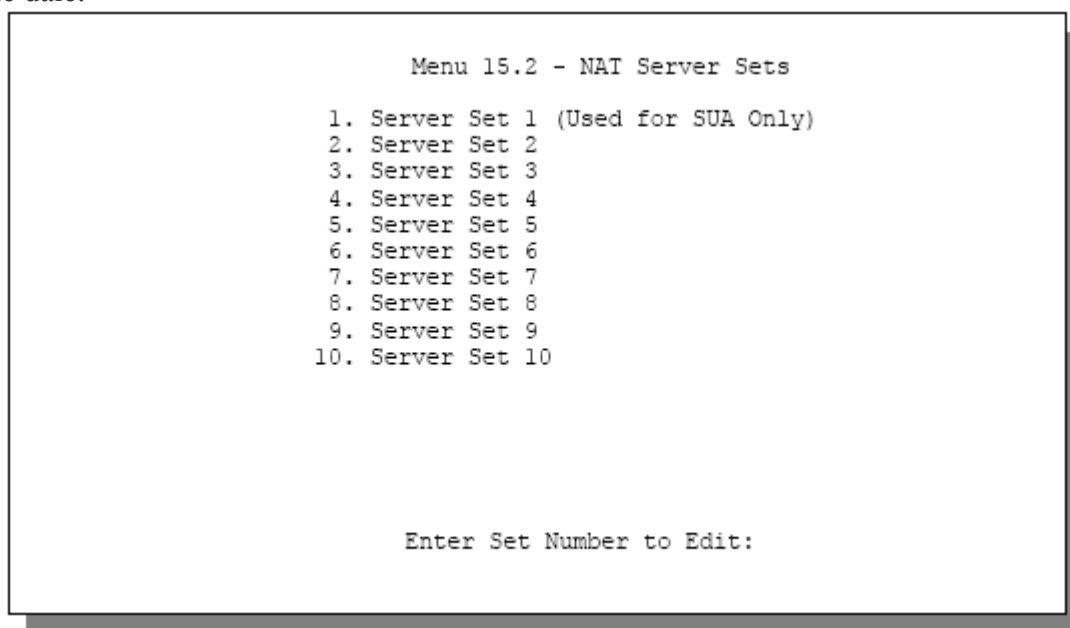 Menu 15.2 - NAT Server Sets
1. Server Set 1 (Used for SUA Only)
2. Server Set 2
3. Server Set 3
4. Server Set 4
5. Server Set 5
6. Server Set 6
7. Server Set 7
8. Server Set 8
9. Server Set 9
10. Server Set 10
Enter Set Number to Edit: